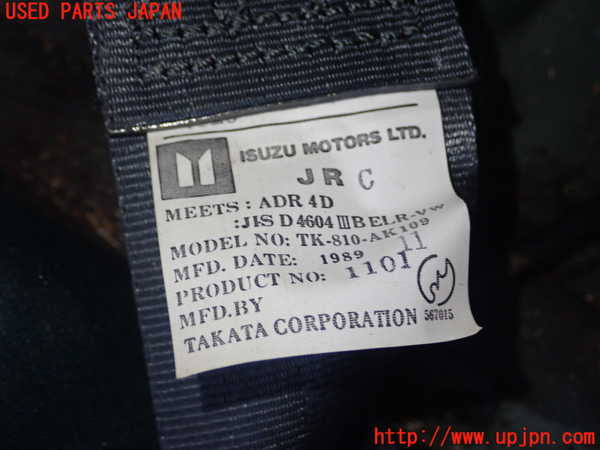 USED PARTS JAPAN
ISUZU MOTORS LTD.
JR C
MEETS: ADR 4D
:JIS D 4604 III BELR-VW
MODEL NO: TK-810-AK109
MFD. DATE: 1989 11
PRODUCT NO: 1101
MFD.BY
TAKATA CORPORATION
567015
http://www.upjpn.com/